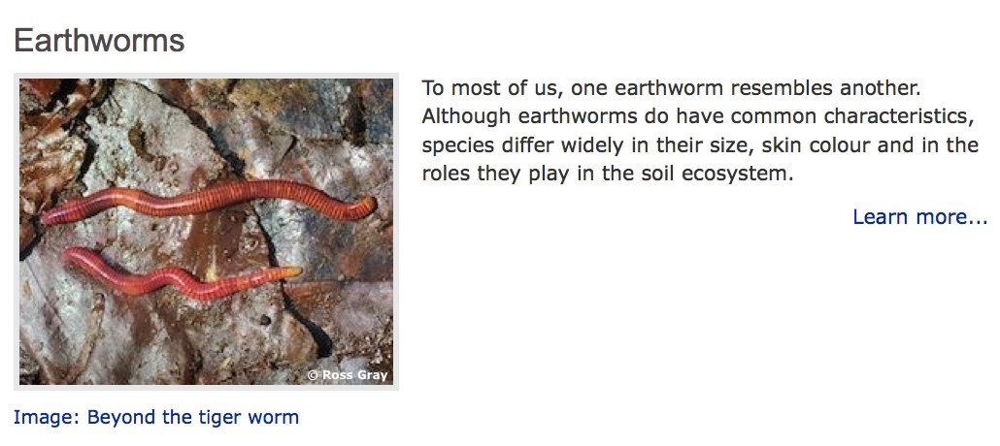 Earthworms
To most of us, one earthworm resembles another.
Although earthworms do have common characteristics,
species differ widely in their size, skin colour and in the
roles they play in the soil ecosystem.
Learn more...
© Ross Gray
Image: Beyond the tiger worm